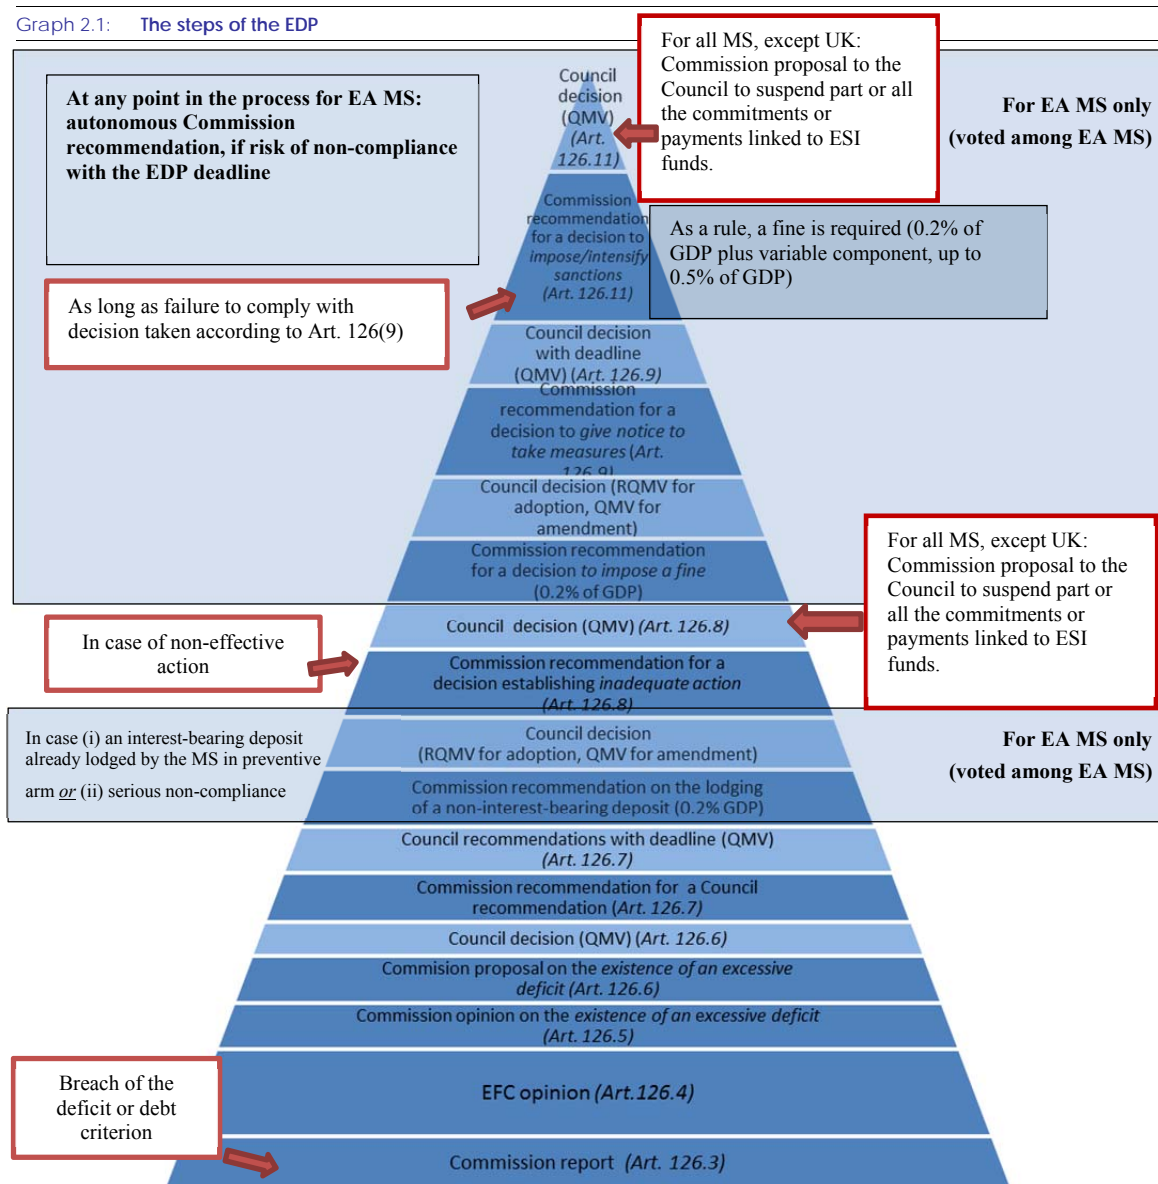 Graph 2.1: The steps of the EDP
At any point in the process for EA MS:
autonomous Commission
recommendation, if risk of non-compliance
with the EDP deadline
Council
decision
(QMV)
(Art.
126.11)
For all MS, except UK:
Commission proposal to the
Council to suspend part or all
the commitments or
payments linked to ESI
funds.
For EA MS only
(voted among EA MS)
Commission
recommendation
for a decision to
impose/intensify
sanctions
(Art. 126.11)
As a rule, a fine is required (0.2% of
GDP plus variable component, up to
0.5% of GDP)
As long as failure to comply with
decision taken according to Art. 126(9)
Council decision
with deadline
(QMV) (Art. 126.9)
Commission
recommendation for a
decision to give notice to
take measures (Art.
126.9)
Council decision (RQMV for
adoption, QMV for
amendment)
Commission recommendation
for a decision to impose a fine
(0.2% of GDP)
For all MS, except UK:
Commission proposal to the
Council to suspend part or
all the commitments or
payments linked to ESI
funds.
Council decision (QMV) (Art. 126.8)
In case of non-effective
action
Commission recommendation for a
decision establishing inadequate action
(Art. 126.8)
In case (i) an interest-bearing deposit
already lodged by the MS in preventive
arm or (ii) serious non-compliance
Council decision
(RQMV for adoption, QMV for amendment)
For EA MS only
(voted among EA MS)
Commission recommendation on the lodging
of a non-interest-bearing deposit (0.2% GDP)
Council recommendations with deadline (QMV)
(Art. 126.7)
Commission recommendation for a Council
recommendation (Art. 126.7)
Council decision (QMV) (Art. 126.6)
Commision proposal on the existence of an excessive
deficit (Art. 126.6)
Commission opinion on the existence of an excessive deficit
(Art. 126.5)
EFC opinion (Art.126.4)
Breach of the
deficit or debt
criterion
Commission report (Art. 126.3)